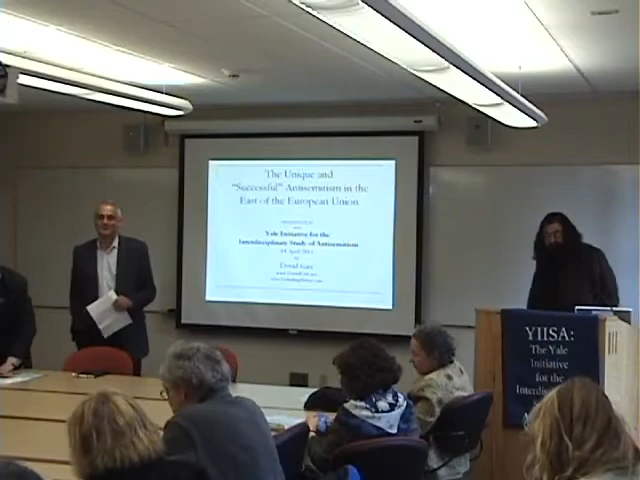 The Unique and
"Successful" Antisemitism in the
East of the European Union
Yale Initiative for the
Interdisciplinary Study of Antisemitism
by
YIISA:
The Yale
Initiative
for the